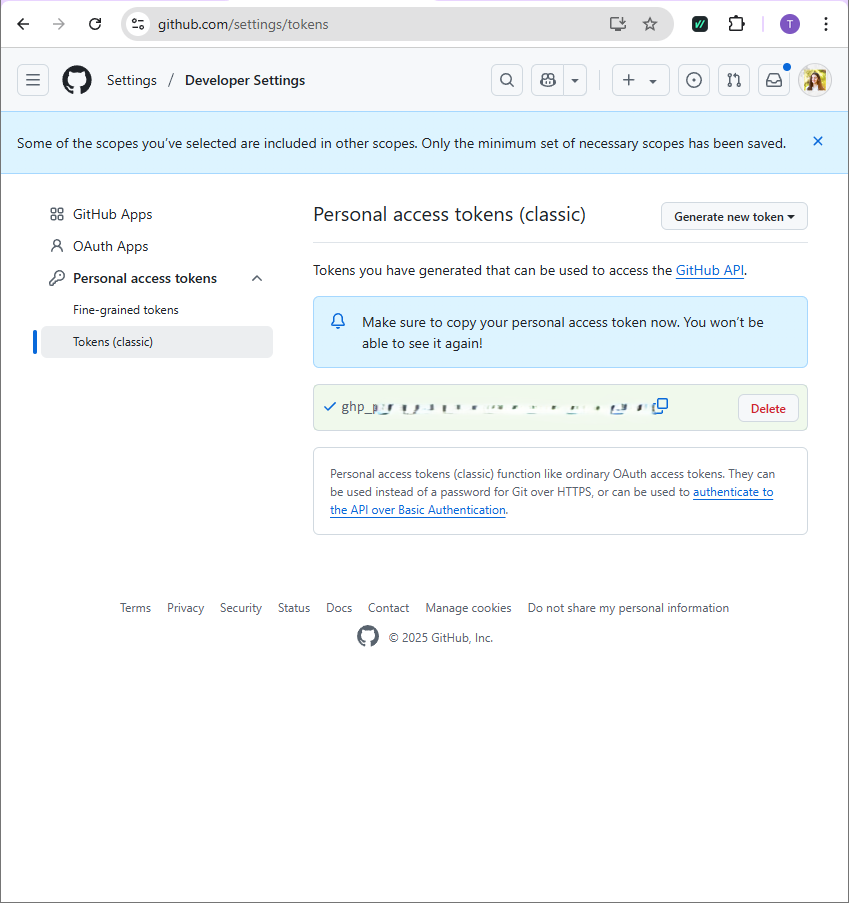 github.com/settings/tokens
T
Settings / Developer Settings
Some of the scopes you’ve selected are included in other scopes. Only the minimum set of necessary scopes has been saved.
GitHub Apps
OAuth Apps
Personal access tokens
Fine-grained tokens
Tokens (classic)
Personal access tokens (classic)
Generate new token
Tokens you have generated that can be used to access the GitHub API.
Make sure to copy your personal access token now. You won’t be
able to see it again!
ghp_
Delete
Personal access tokens (classic) function like ordinary OAuth access tokens. They can
be used instead of a password for Git over HTTPS, or can be used to authenticate to
the API over Basic Authentication.
Terms Privacy Security Status Docs Contact Manage cookies Do not share my personal information
© 2025 GitHub, Inc.